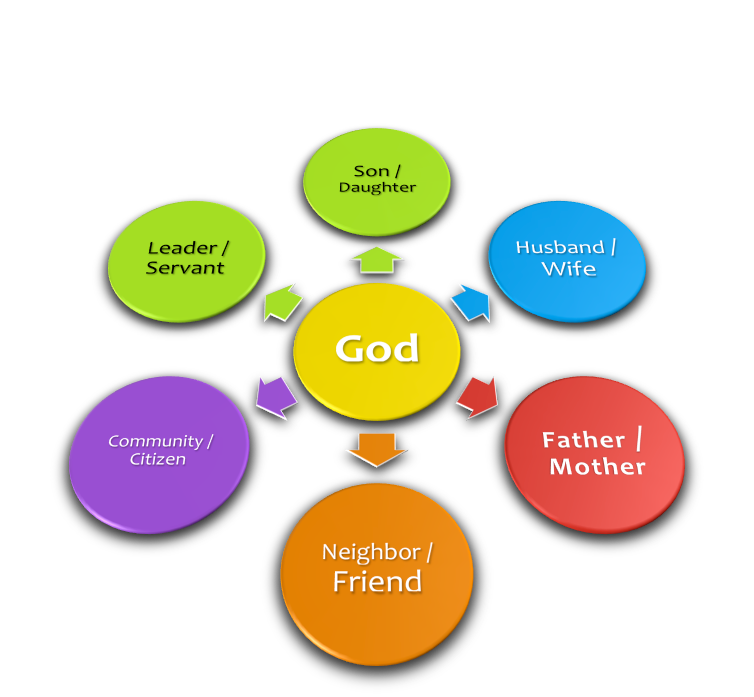 Son /
Daughter
Husband /
Wife
Father /
Mother
Neighbor /
Friend
Community /
Citizen
Leader /
Servant
God